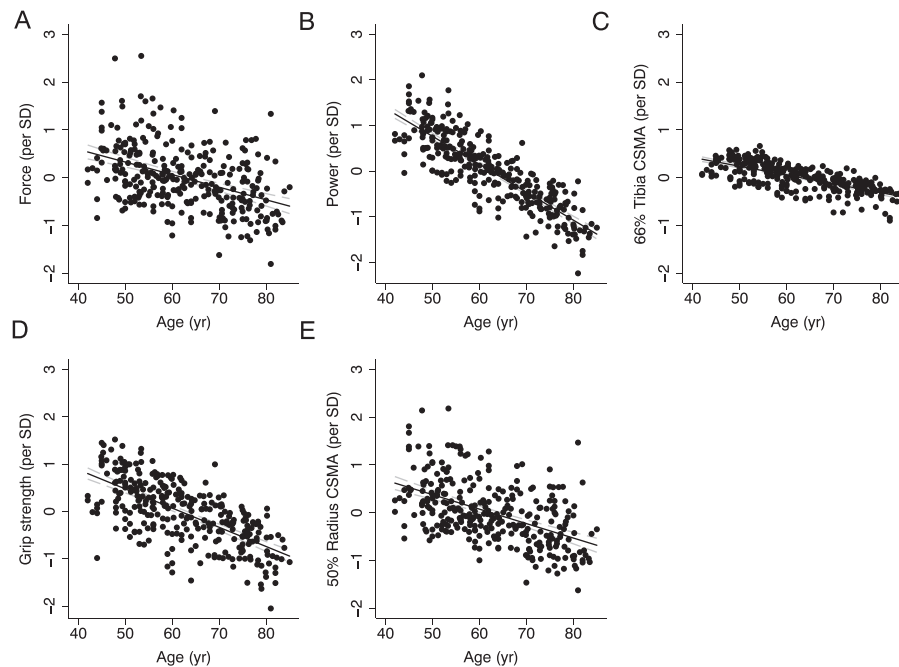 A
B
C
3
2
1
0
−1
−2
Force (per SD)
40 50 60 70 80
Age (yr)
3
2
1
0
−1
−2
Power (per SD)
40 50 60 70 80
Age (yr)
3
2
1
0
−1
−2
66% Tibia CSMA (per SD)
40 50 60 70 80
Age (yr)
D
E
3
2
1
0
−1
−2
Grip strength (per SD)
40 50 60 70 80
Age (yr)
3
2
1
0
−1
−2
50% Radius CSMA (per SD)
40 50 60 70 80
Age (yr)